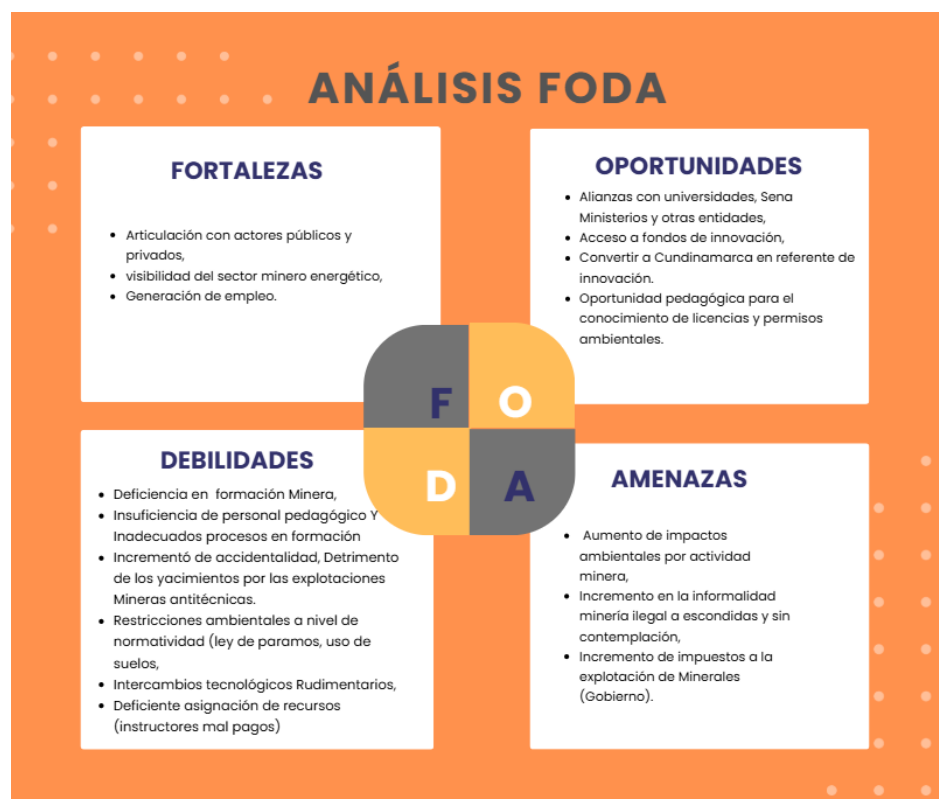 ANÁLISIS FODA
FORTALEZAS
• Articulación con actores públicos y
privados,
• visibilidad del sector minero energético,
• Generación de empleo.
OPORTUNIDADES
• Alianzas con universidades, Sena
Ministerios y otras entidades,
• Acceso a fondos de innovación,
• Convertir a Cundinamarca en referente de
innovación.
• Oportunidad pedagógica para el
conocimiento de licencias y permisos
ambientales.
F O
D A
DEBILIDADES
• Deficiencia en formación Minera,
• Insuficiencia de personal pedagógico Y
Inadecuados procesos en formación
• Incrementó de accidentalidad, Detrimento
de los yacimientos por las explotaciones
Mineras antitécnicas.
• Restricciones ambientales a nivel de
normatividad (ley de paramos, uso de
suelos,
• Intercambios tecnológicos Rudimentarios,
• Deficiente asignación de recursos
(instructores mal pagos)
AMENAZAS
• Aumento de impactos
ambientales por actividad
minera,
• Incremento en la informalidad
minería ilegal a escondidas y sin
contemplación,
• Incremento de impuestos a la
explotación de Minerales
(Gobierno).